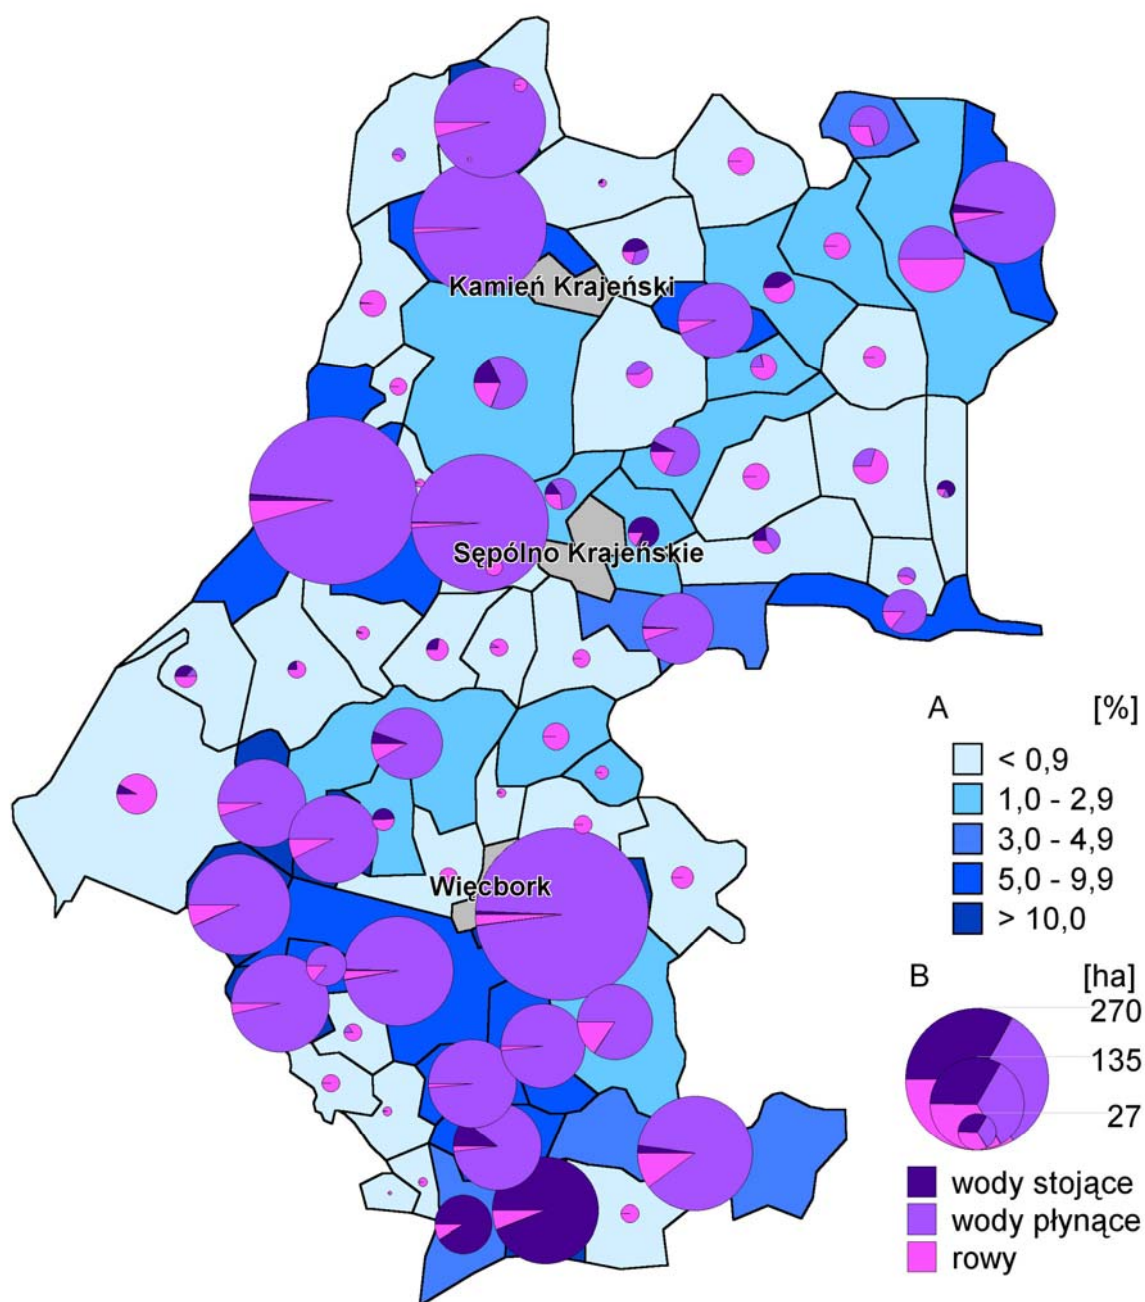 Kamień Krajeński
Sępólno Krajeńskie
Więcbork
A [%]
< 0,9
1,0 - 2,9
3,0 - 4,9
5,0 - 9,9
> 10,0
B [ha]
270
135
27
wody stojące
wody płynące
rowy